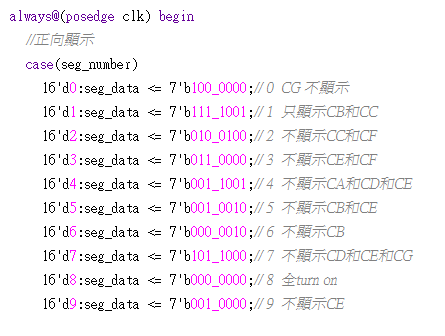 always@(posedge clk) begin
//正向顯示
case(seg_number)
16'd0:seg_data <= 7'b100_0000;// 0 CG 不顯示
16'd1:seg_data <= 7'b111_1001;// 1 只顯示CB和CC
16'd2:seg_data <= 7'b010_0100;// 2 不顯示CC和CF
16'd3:seg_data <= 7'b011_0000;// 3 不顯示CE和CF
16'd4:seg_data <= 7'b001_1001;// 4 不顯示CA和CD和CE
16'd5:seg_data <= 7'b001_0010;// 5 不顯示CB和CE
16'd6:seg_data <= 7'b000_0010;// 6 不顯示CB
16'd7:seg_data <= 7'b101_1000;// 7 不顯示CD和CE和CG
16'd8:seg_data <= 7'b000_0000;// 8 全turn on
16'd9:seg_data <= 7'b001_0000;// 9 不顯示CE